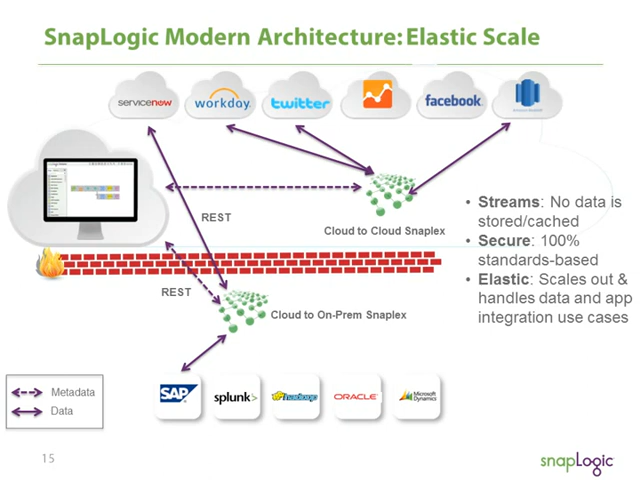 SnapLogic Modern Architecture: Elastic Scale
servicenow
workday
twitter
facebook
REST
Cloud to Cloud Snaplex
• Streams: No data is
stored/cached
• Secure: 100%
standards-based
• Elastic: Scales out &
handles data and app
integration use cases
REST
Cloud to On-Prem Snaplex
Metadata
Data
SAP
splunk>
hadoop
ORACLE
Microsoft
Dynamics
15
snapLogic